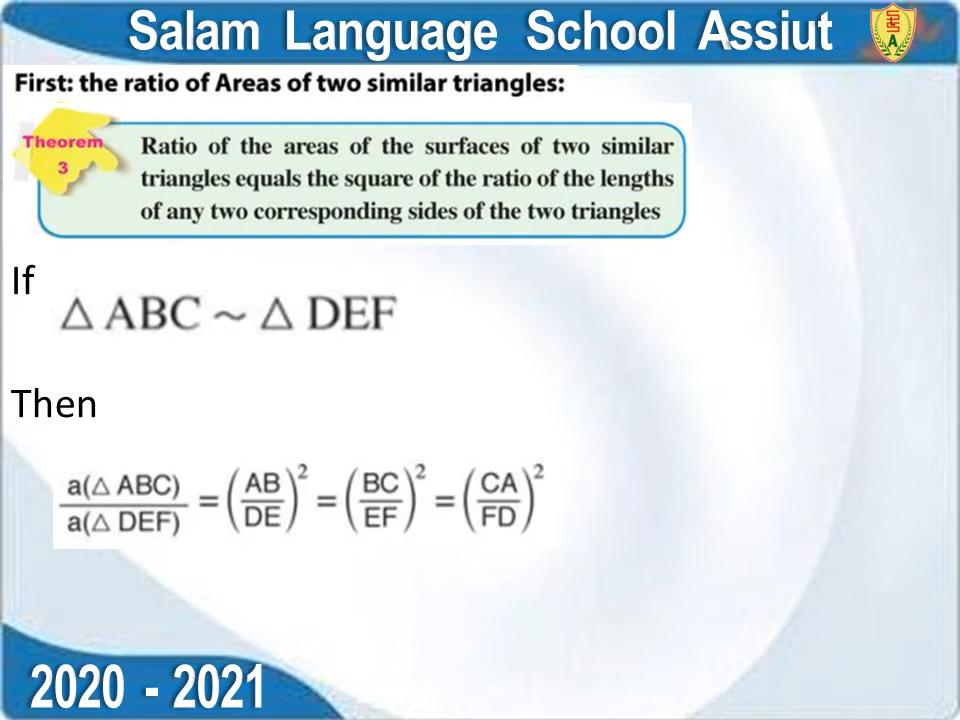 Salam Language School Assiut
First: the ratio of Areas of two similar triangles:
Theorem
3
Ratio of the areas of the surfaces of two similar
triangles equals the square of the ratio of the lengths
of any two corresponding sides of the two triangles
If
△ ABC ~ △ DEF
Then
a(△ ABC)/a(△ DEF) = (AB/DE)² = (BC/EF)² = (CA/FD)²
2020 - 2021